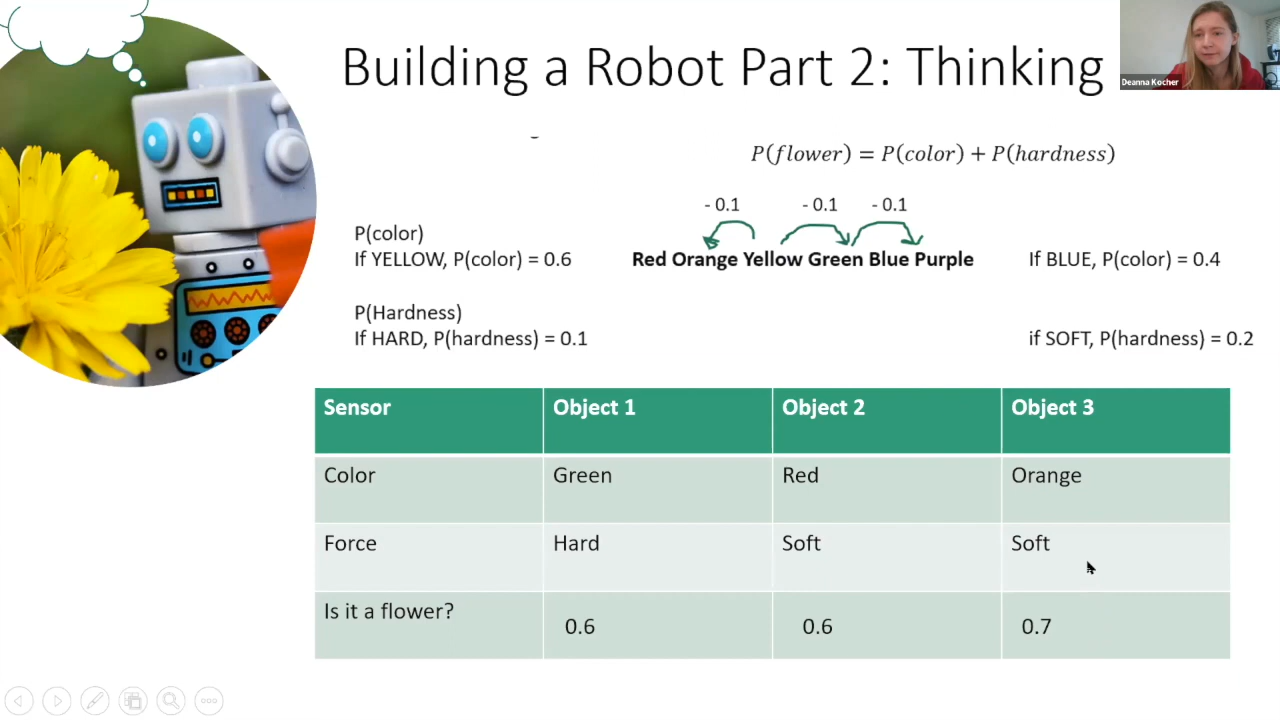 Building a Robot Part 2: Thinking
Deanna Kocher
P(flower) = P(color) + P(hardness)
- 0.1 - 0.1 - 0.1
P(color)
If YELLOW, P(color) = 0.6
Red Orange Yellow Green Blue Purple
If BLUE, P(color) = 0.4
P(Hardness)
If HARD, P(hardness) = 0.1
if SOFT, P(hardness) = 0.2
Sensor Object 1 Object 2 Object 3
Color Green Red Orange
Force Hard Soft Soft
Is it a flower? 0.6 0.6 0.7